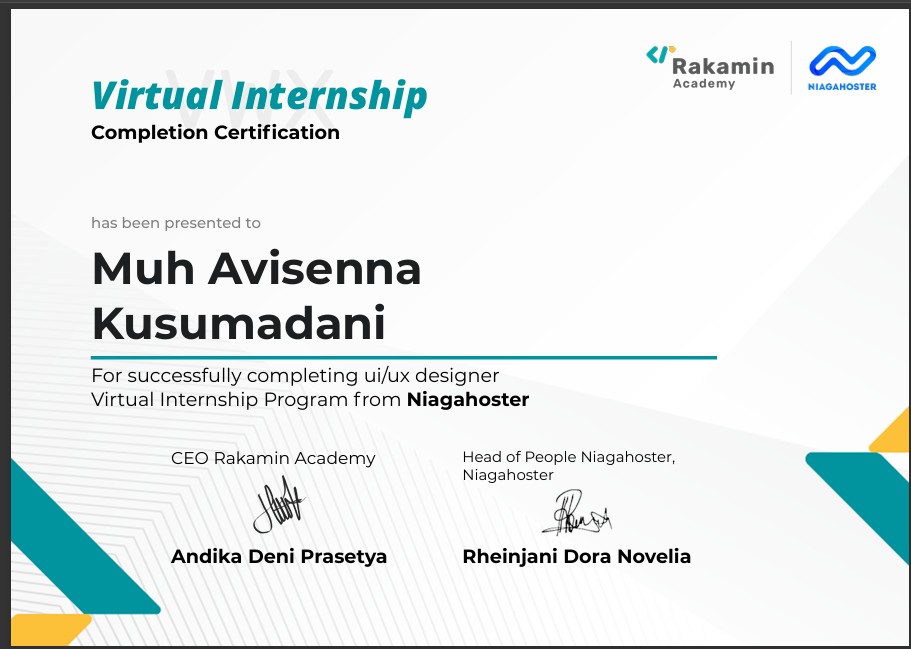 VWX
Virtual Internship
Completion Certification
Rakamin
Academy
NIAGAHOSTER
has been presented to
Muh Avisenna
Kusumadani
For successfully completing ui/ux designer
Virtual Internship Program from Niagahoster
CEO Rakamin Academy
Andika Deni Prasetya
Head of People Niagahoster,
Niagahoster
Rheinjani Dora Novelia